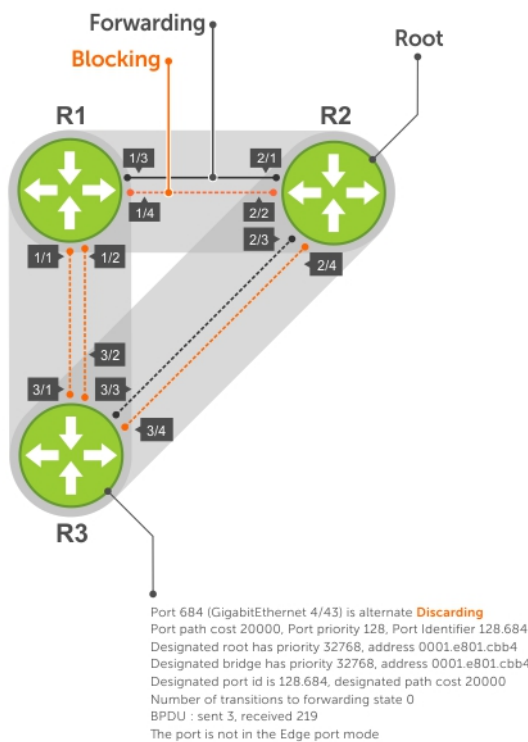 Forwarding
Blocking
Root
R1
R2
1/3
2/1
1/4
2/2
2/3
1/1
1/2
2/4
3/2
3/1
3/3
3/4
R3
Port 684 (GigabitEthernet 4/43) is alternate Discarding
Port path cost 20000, Port priority 128, Port Identifier 128.684
Designated root has priority 32768, address 0001.e801.cbb4
Designated bridge has priority 32768, address 0001.e801.cbb4
Designated port id is 128.684, designated path cost 20000
Number of transitions to forwarding state 0
BPDU : sent 3, received 219
The port is not in the Edge port mode